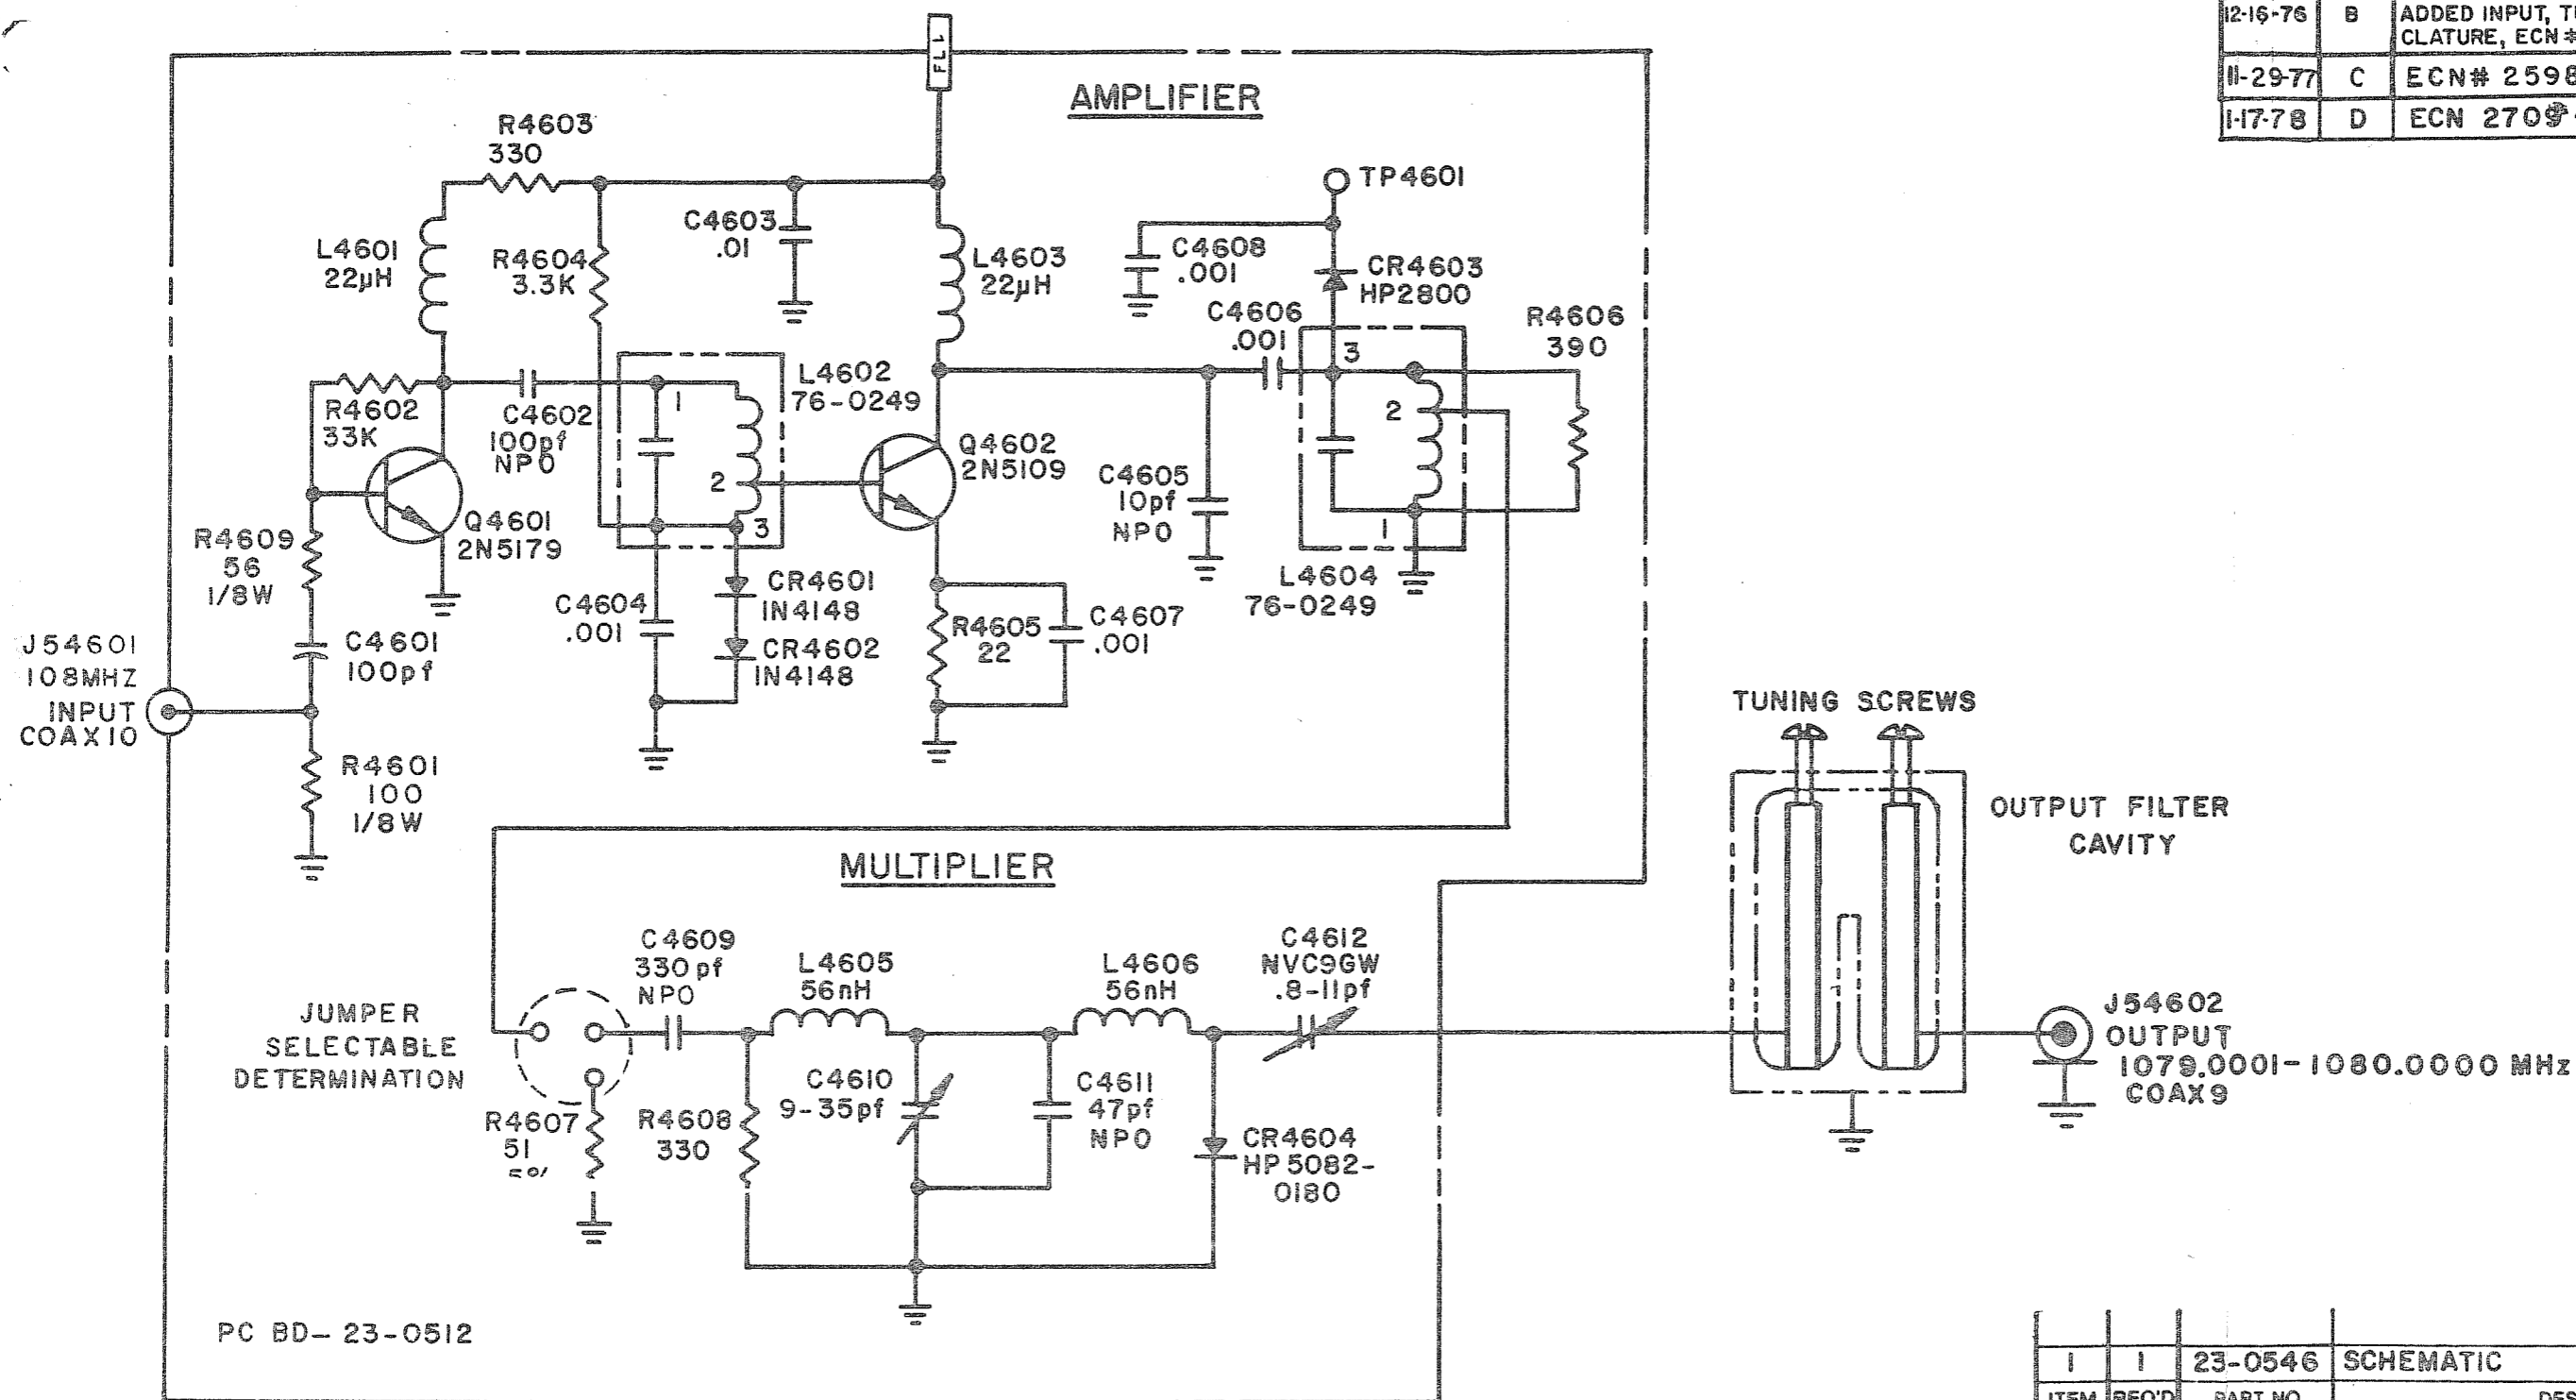 12-16-76 B ADDED INPUT,
CLATURE, ECN #
11-29-77 C ECN# 2598
1-17-78 D ECN 2709
FL1
AMPLIFIER
R4603
330
L4601
22µH
R4604
3.3K
C4603
.01
L4603
22µH
TP4601
C4608
.001
CR4603
HP2800
C4606
.001
R4606
390
R4602
33K
C4602
100pf
NPO
L4602
76-0249
1
2
3
Q4601
2N5179
Q4602
2N5109
C4605
10pf
NPO
3
2
1
L4604
76-0249
R4609
56
1/8W
C4601
100pf
J54601
108MHZ
INPUT
COAX10
R4601
100
1/8W
C4604
.001
CR4601
IN4148
CR4602
IN4148
R4605
22
C4607
.001
MULTIPLIER
TUNING SCREWS
OUTPUT FILTER
CAVITY
JUMPER
SELECTABLE
DETERMINATION
C4609
330pf
NPO
L4605
56nH
L4606
56nH
C4612
NVC9GW
.8-11pf
R4607
51
R4608
330
C4610
9-35pf
C4611
47pf
NPO
CR4604
HP 5082-
0180
J54602
OUTPUT
1079.0001-1080.0000 MHz
COAX9
PC BD- 23-0512
1 1 23-0546 SCHEMATIC
ITEM REQ'D PART NO.